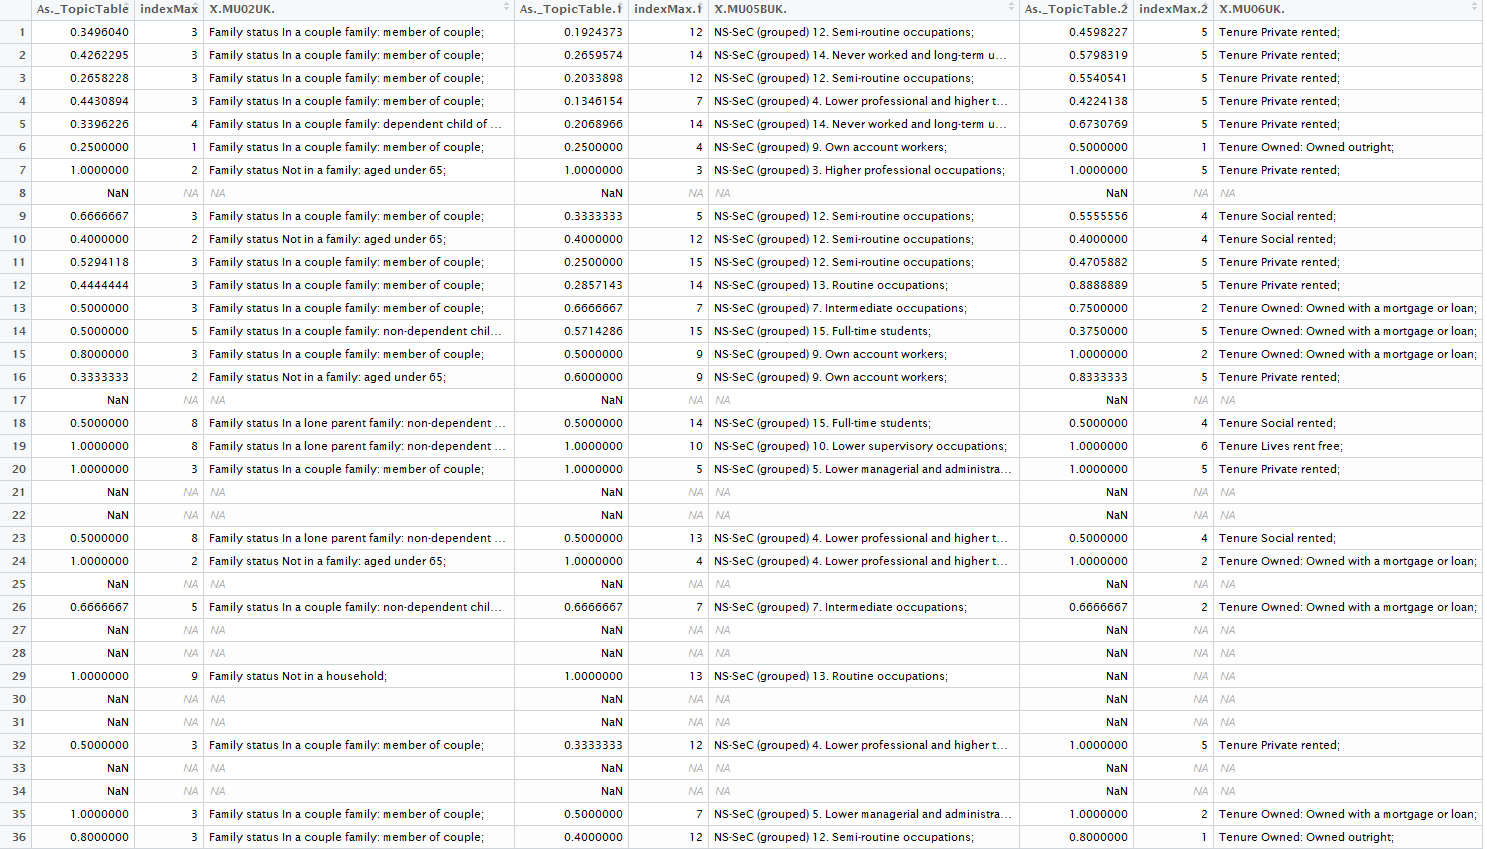 As._TopicTable indexMax X.MU02UK. As._TopicTable.1 indexMax.1 X.MU05BUK. As._TopicTable.2 indexMax.2 X.MU06UK.
1 0.3496040 3 Family status In a couple family: member of couple; 0.1924373 12 NS-SeC (grouped) 12. Semi-routine occupations; 0.4598227 5 Tenure Private rented;
2 0.4262295 3 Family status In a couple family: member of couple; 0.2659574 14 NS-SeC (grouped) 14. Never worked and long-term u... 0.5798319 5 Tenure Private rented;
3 0.2658228 3 Family status In a couple family: member of couple; 0.2033898 12 NS-SeC (grouped) 12. Semi-routine occupations; 0.5540541 5 Tenure Private rented;
4 0.4430894 3 Family status In a couple family: member of couple; 0.1346154 7 NS-SeC (grouped) 4. Lower professional and higher t... 0.4224138 5 Tenure Private rented;
5 0.3396226 4 Family status In a couple family: dependent child of ... 0.2068966 14 NS-SeC (grouped) 14. Never worked and long-term u... 0.6730769 5 Tenure Private rented;
6 0.2500000 1 Family status In a couple family: member of couple; 0.2500000 4 NS-SeC (grouped) 9. Own account workers; 0.5000000 1 Tenure Owned: Owned outright;
7 1.0000000 2 Family status Not in a family: aged under 65; 1.0000000 3 NS-SeC (grouped) 3. Higher professional occupations; 1.0000000 5 Tenure Private rented;
8 NaN NA NA NaN NA NA NaN NA NA
9 0.6666667 3 Family status In a couple family: member of couple; 0.3333333 5 NS-SeC (grouped) 12. Semi-routine occupations; 0.5555556 4 Tenure Social rented;
10 0.4000000 2 Family status Not in a family: aged under 65; 0.4000000 12 NS-SeC (grouped) 12. Semi-routine occupations; 0.4000000 4 Tenure Social rented;
11 0.5294118 3 Family status In a couple family: member of couple; 0.2500000 15 NS-SeC (grouped) 12. Semi-routine occupations; 0.4705882 5 Tenure Private rented;
12 0.4444444 3 Family status In a couple family: member of couple; 0.2857143 14 NS-SeC (grouped) 13. Routine occupations; 0.8888889 5 Tenure Private rented;
13 0.5000000 3 Family status In a couple family: member of couple; 0.6666667 7 NS-SeC (grouped) 7. Intermediate occupations; 0.7500000 2 Tenure Owned: Owned with a mortgage or loan;
14 0.5000000 5 Family status In a couple family: non-dependent chil... 0.5714286 15 NS-SeC (grouped) 15. Full-time students; 0.3750000 5 Tenure Owned: Owned with a mortgage or loan;
15 0.8000000 3 Family status In a couple family: member of couple; 0.5000000 9 NS-SeC (grouped) 9. Own account workers; 1.0000000 2 Tenure Owned: Owned with a mortgage or loan;
16 0.3333333 2 Family status Not in a family: aged under 65; 0.6000000 9 NS-SeC (grouped) 9. Own account workers; 0.8333333 5 Tenure Private rented;
17 NaN NA NA NaN NA NA NaN NA NA
18 0.5000000 8 Family status In a lone parent family: non-dependent ... 0.5000000 14 NS-SeC (grouped) 15. Full-time students; 0.5000000 4 Tenure Social rented;
19 1.0000000 8 Family status In a lone parent family: non-dependent ... 1.0000000 10 NS-SeC (grouped) 10. Lower supervisory occupations; 1.0000000 6 Tenure Lives rent free;
20 1.0000000 3 Family status In a couple family: member of couple; 1.0000000 5 NS-SeC (grouped) 5. Lower managerial and administra... 1.0000000 5 Tenure Private rented;
21 NaN NA NA NaN NA NA NaN NA NA
22 NaN NA NA NaN NA NA NaN NA NA
23 0.5000000 8 Family status In a lone parent family: non-dependent ... 0.5000000 13 NS-SeC (grouped) 4. Lower professional and higher t... 0.5000000 4 Tenure Social rented;
24 1.0000000 2 Family status Not in a family: aged under 65; 1.0000000 4 NS-SeC (grouped) 4. Lower professional and higher t... 1.0000000 2 Tenure Owned: Owned with a mortgage or loan;
25 NaN NA NA NaN NA NA NaN NA NA
26 0.6666667 5 Family status In a couple family: non-dependent chil... 0.6666667 7 NS-SeC (grouped) 7. Intermediate occupations; 0.6666667 2 Tenure Owned: Owned with a mortgage or loan;
27 NaN NA NA NaN NA NA NaN NA NA
28 NaN NA NA NaN NA NA NaN NA NA
29 1.0000000 9 Family status Not in a household; 1.0000000 13 NS-SeC (grouped) 13. Routine occupations; NaN NA NA
30 NaN NA NA NaN NA NA NaN NA NA
31 NaN NA NA NaN NA NA NaN NA NA
32 0.5000000 3 Family status In a couple family: member of couple; 0.3333333 12 NS-SeC (grouped) 4. Lower professional and higher t... 1.0000000 5 Tenure Private rented;
33 NaN NA NA NaN NA NA NaN NA NA
34 NaN NA NA NaN NA NA NaN NA NA
35 1.0000000 3 Family status In a couple family: member of couple; 0.5000000 7 NS-SeC (grouped) 5. Lower managerial and administra... 1.0000000 2 Tenure Owned: Owned with a mortgage or loan;
36 0.8000000 3 Family status In a couple family: member of couple; 0.4000000 12 NS-SeC (grouped) 12. Semi-routine occupations; 0.8000000 1 Tenure Owned: Owned outright;